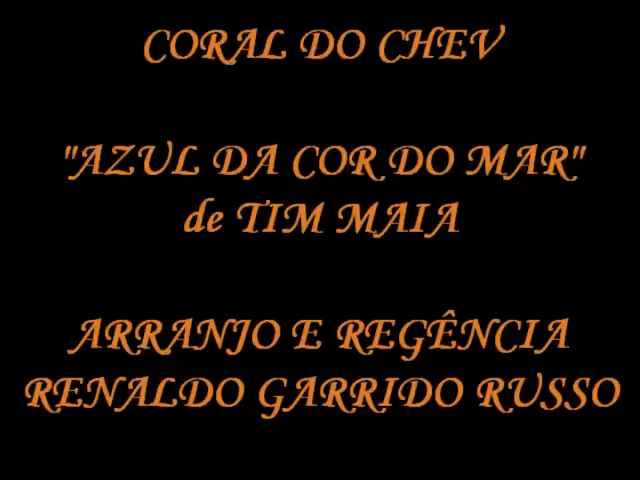 CORAL DO CHEV
"AZUL DA COR DO MAR"
de TIM MAIA
ARRANJO E REGÊNCIA
RENALDO GARRIDO RUSSO